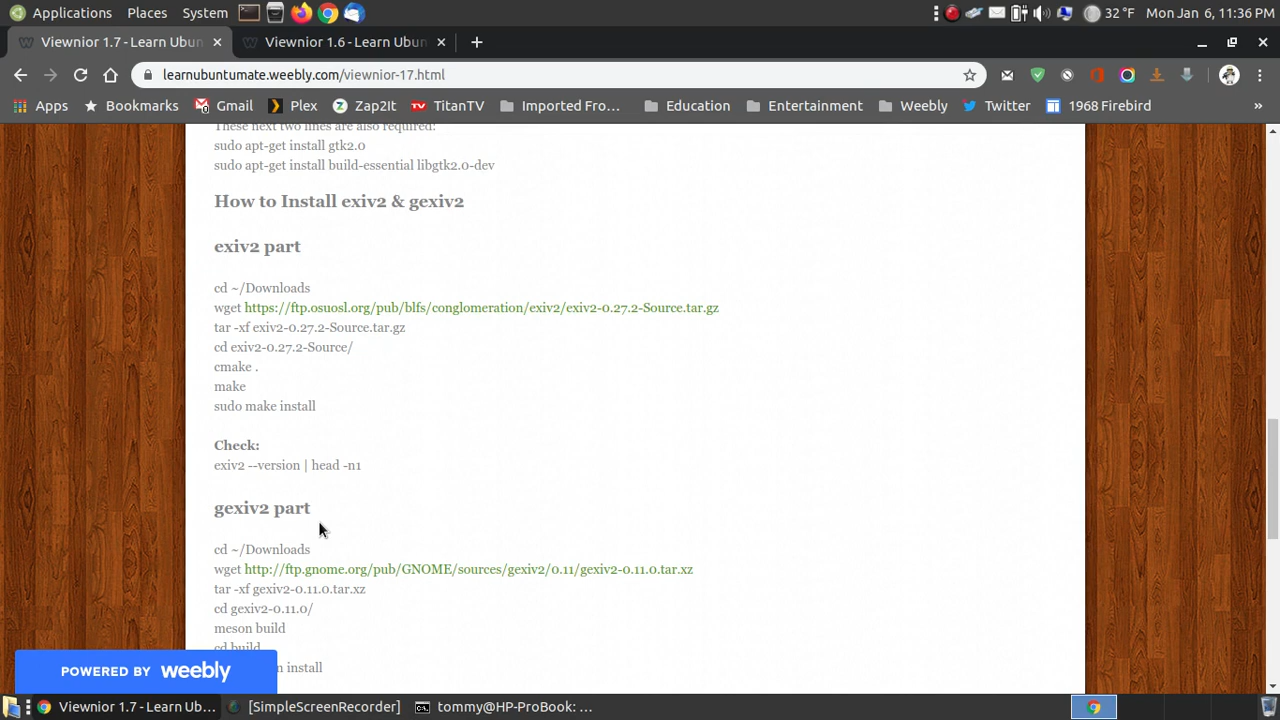 Applications Places System 32 °F Mon Jan 6, 11:36 PM
Viewnior 1.7 - Learn Ubun Viewnior 1.6 - Learn Ubun
learnubuntumate.weebly.com/viewnior-17.html
Apps Bookmarks Gmail Plex Zap2It TitanTV Imported Fro... Education Entertainment Weebly Twitter 1968 Firebird »
These next two lines are also required:
sudo apt-get install gtk2.0
sudo apt-get install build-essential libgtk2.0-dev
How to Install exiv2 & gexiv2
exiv2 part
cd ~/Downloads
wget https://ftp.osuosl.org/pub/blfs/conglomeration/exiv2/exiv2-0.27.2-Source.tar.gz
tar -xf exiv2-0.27.2-Source.tar.gz
cd exiv2-0.27.2-Source/
cmake .
make
sudo make install
Check:
exiv2 --version | head -n1
gexiv2 part
cd ~/Downloads
wget http://ftp.gnome.org/pub/GNOME/sources/gexiv2/0.11/gexiv2-0.11.0.tar.xz
tar -xf gexiv2-0.11.0.tar.xz
cd gexiv2-0.11.0/
meson build
cd build
install
POWERED BY weebly
Viewnior 1.7 - Learn Ub... [SimpleScreenRecorder] tommy@HP-ProBook: ...